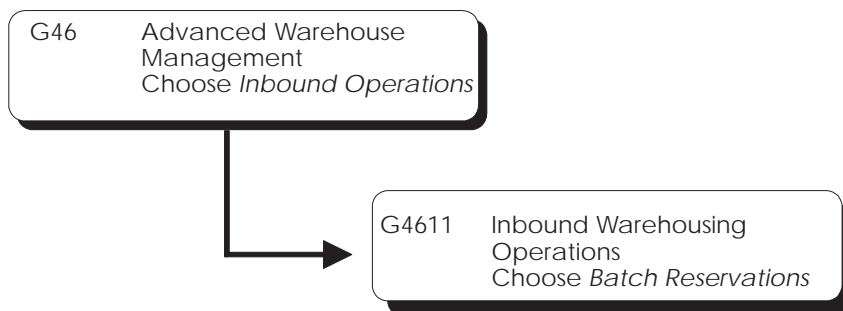 G46 Advanced Warehouse
Management
Choose Inbound Operations
G4611 Inbound Warehousing
Operations
Choose Batch Reservations